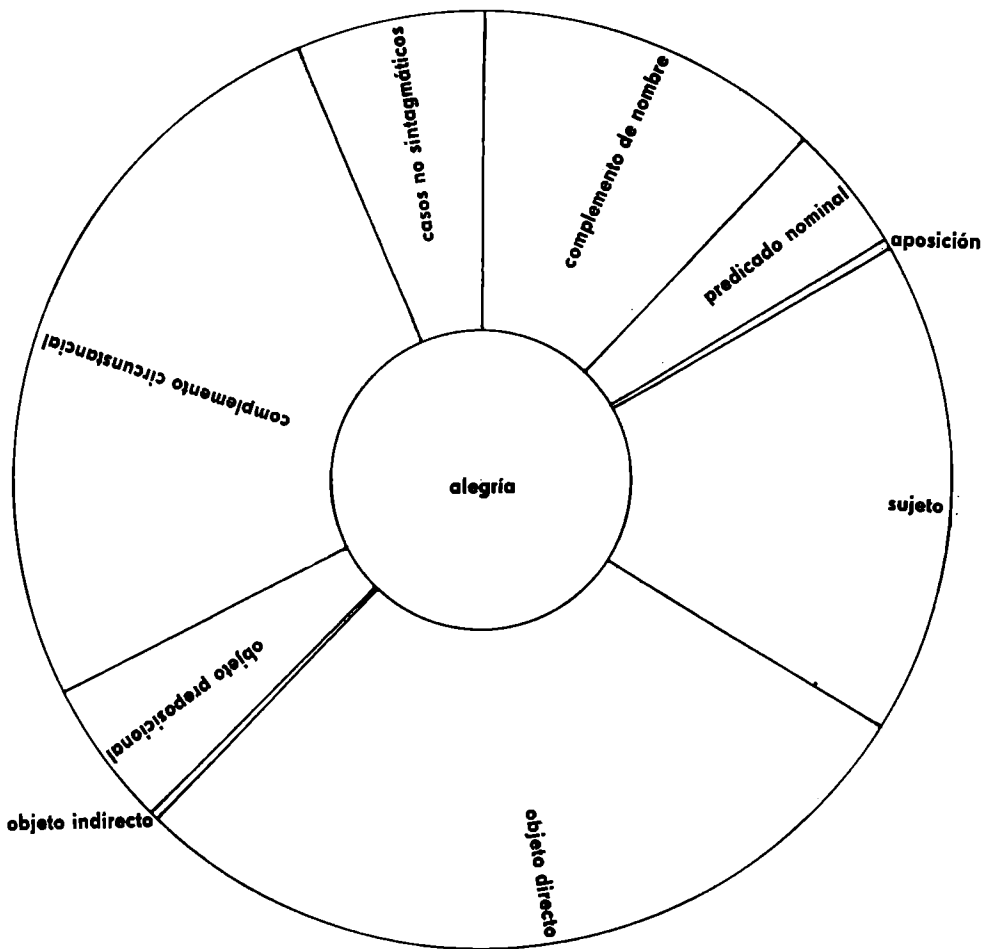 casos no sintagmáticos
complemento de nombre
predicado nominal
aposición
sujeto
objeto directo
objeto indirecto
objeto preposicional
complemento circunstancial
alegría